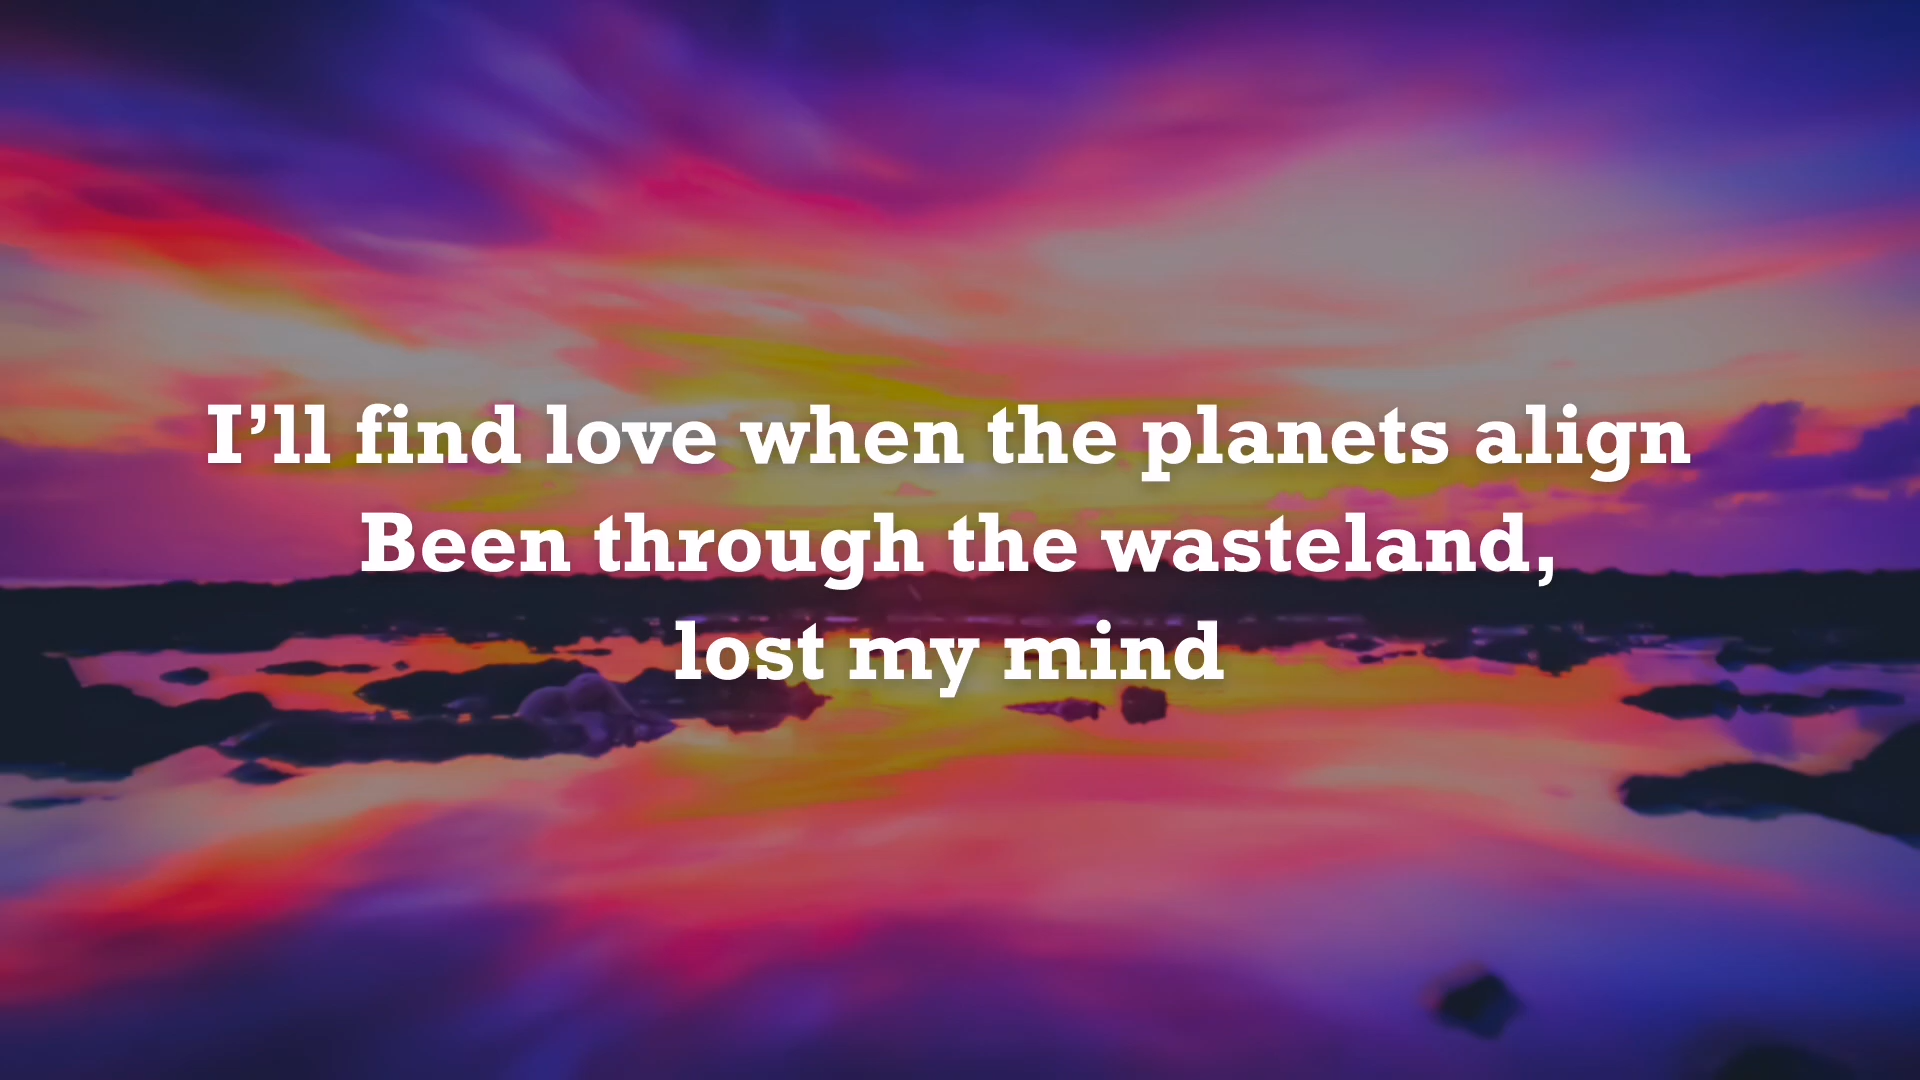 I’ll find love when the planets align
Been through the wasteland,
lost my mind